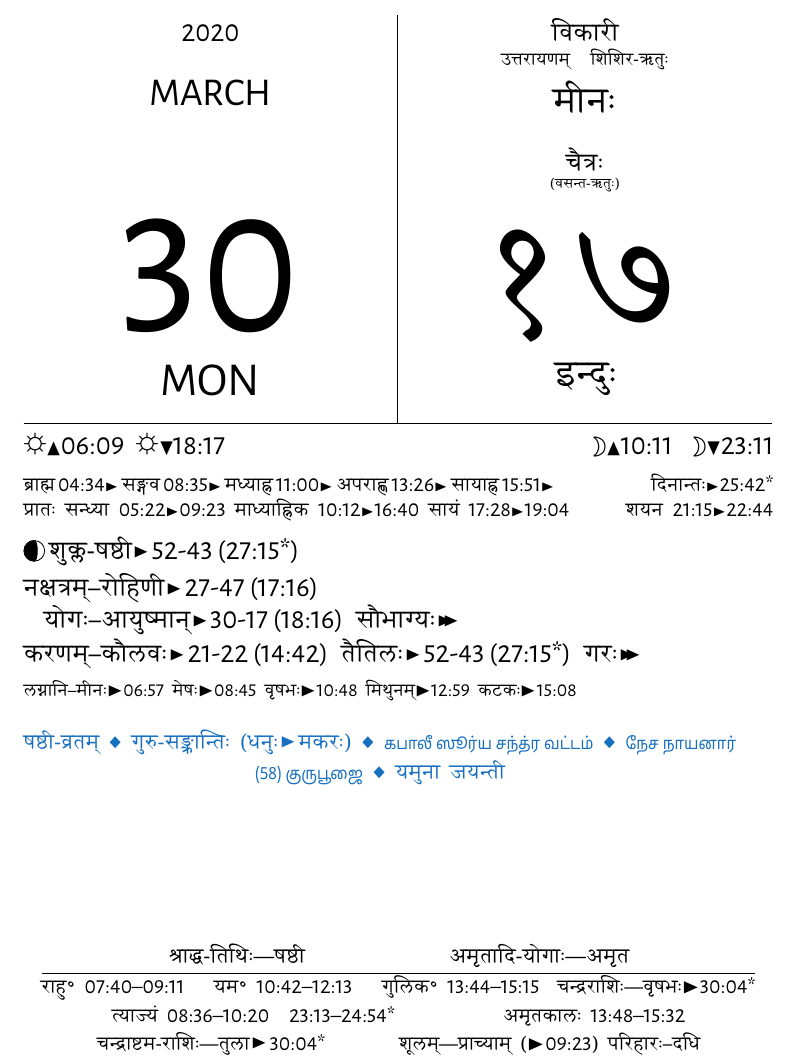 2020
MARCH
30
MON
विकारी
उत्तरायणम् शिशिर-ऋतुः
मीनः
चैत्रः
(वसन्त-ऋतुः)
१७
इन्दुः
☼▲06:09 ☼▼18:17 ☽▲10:11 ☽▼23:11
ब्राह्म 04:34► सङ्गव 08:35► मध्याह्न 11:00► अपराह्ण 13:26► सायाह्न 15:51► दिनान्तः►25:42*
प्रातः सन्ध्या 05:22►09:23 माध्याह्निक 10:12►16:40 सायं 17:28►19:04 शयन 21:15►22:44
शुक्ल-षष्ठी►52-43 (27:15*)
नक्षत्रम्–रोहिणी►27-47 (17:16)
योगः–आयुष्मान्►30-17 (18:16) सौभाग्यः►►
करणम्–कौलवः►21-22 (14:42) तैतिलः►52-43 (27:15*) गरः►►
लग्नानि–मीनः►06:57 मेषः►08:45 वृषभः►10:48 मिथुनम्►12:59 कटकः►15:08
षष्ठी-व्रतम् ◆ गुरु-सङ्क्रान्तिः (धनुः►मकरः) ◆ கபாலீ ஸூர்ய சந்த்ர வட்டம் ◆ நேச நாயனார்
(58) குருபூஜை ◆ यमुना जयन्ती
श्राद्ध-तिथिः—षष्ठी अमृतादि-योगाः—अमृत
राहु° 07:40–09:11 यम° 10:42–12:13 गुलिक° 13:44–15:15 चन्द्रराशिः—वृषभः►30:04*
त्याज्यं 08:36–10:20 23:13–24:54* अमृतकालः 13:48–15:32
चन्द्राष्टम-राशिः—तुला►30:04* शूलम्—प्राच्याम् (►09:23) परिहारः–दधि